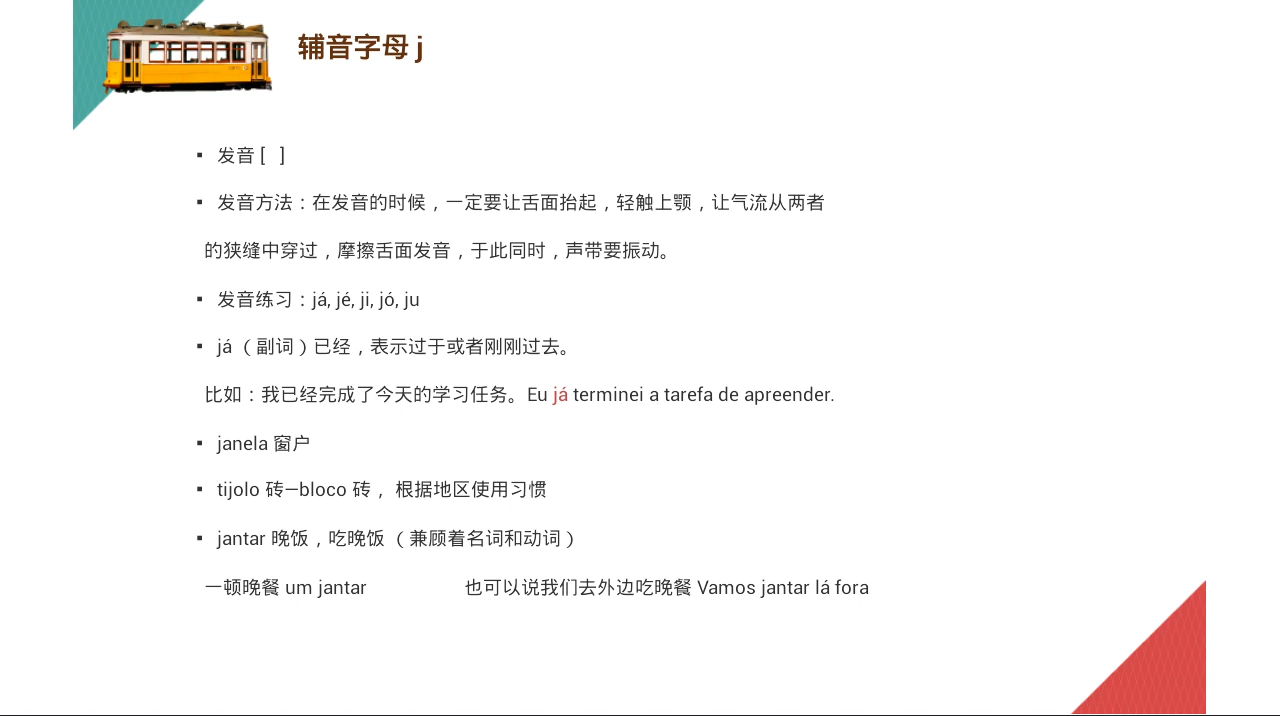 辅音字母 j
▪ 发音 [ ]
▪ 发音方法：在发音的时候，一定要让舌面抬起，轻触上颚，让气流从两者
的狭缝中穿过，摩擦舌面发音，于此同时，声带要振动。
▪ 发音练习：já, jé, ji, jó, ju
▪ já （副词）已经，表示过于或者刚刚过去。
比如：我已经完成了今天的学习任务。Eu já terminei a tarefa de apreender.
▪ janela 窗户
▪ tijolo 砖—bloco 砖， 根据地区使用习惯
▪ jantar 晚饭，吃晚饭 （兼顾着名词和动词）
一顿晚餐 um jantar 也可以说我们去外边吃晚餐 Vamos jantar lá fora